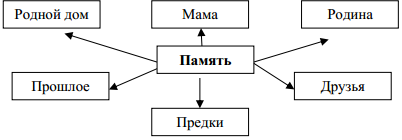 Родной дом
Мама
Родина
Память
Прошлое
Друзья
Предки